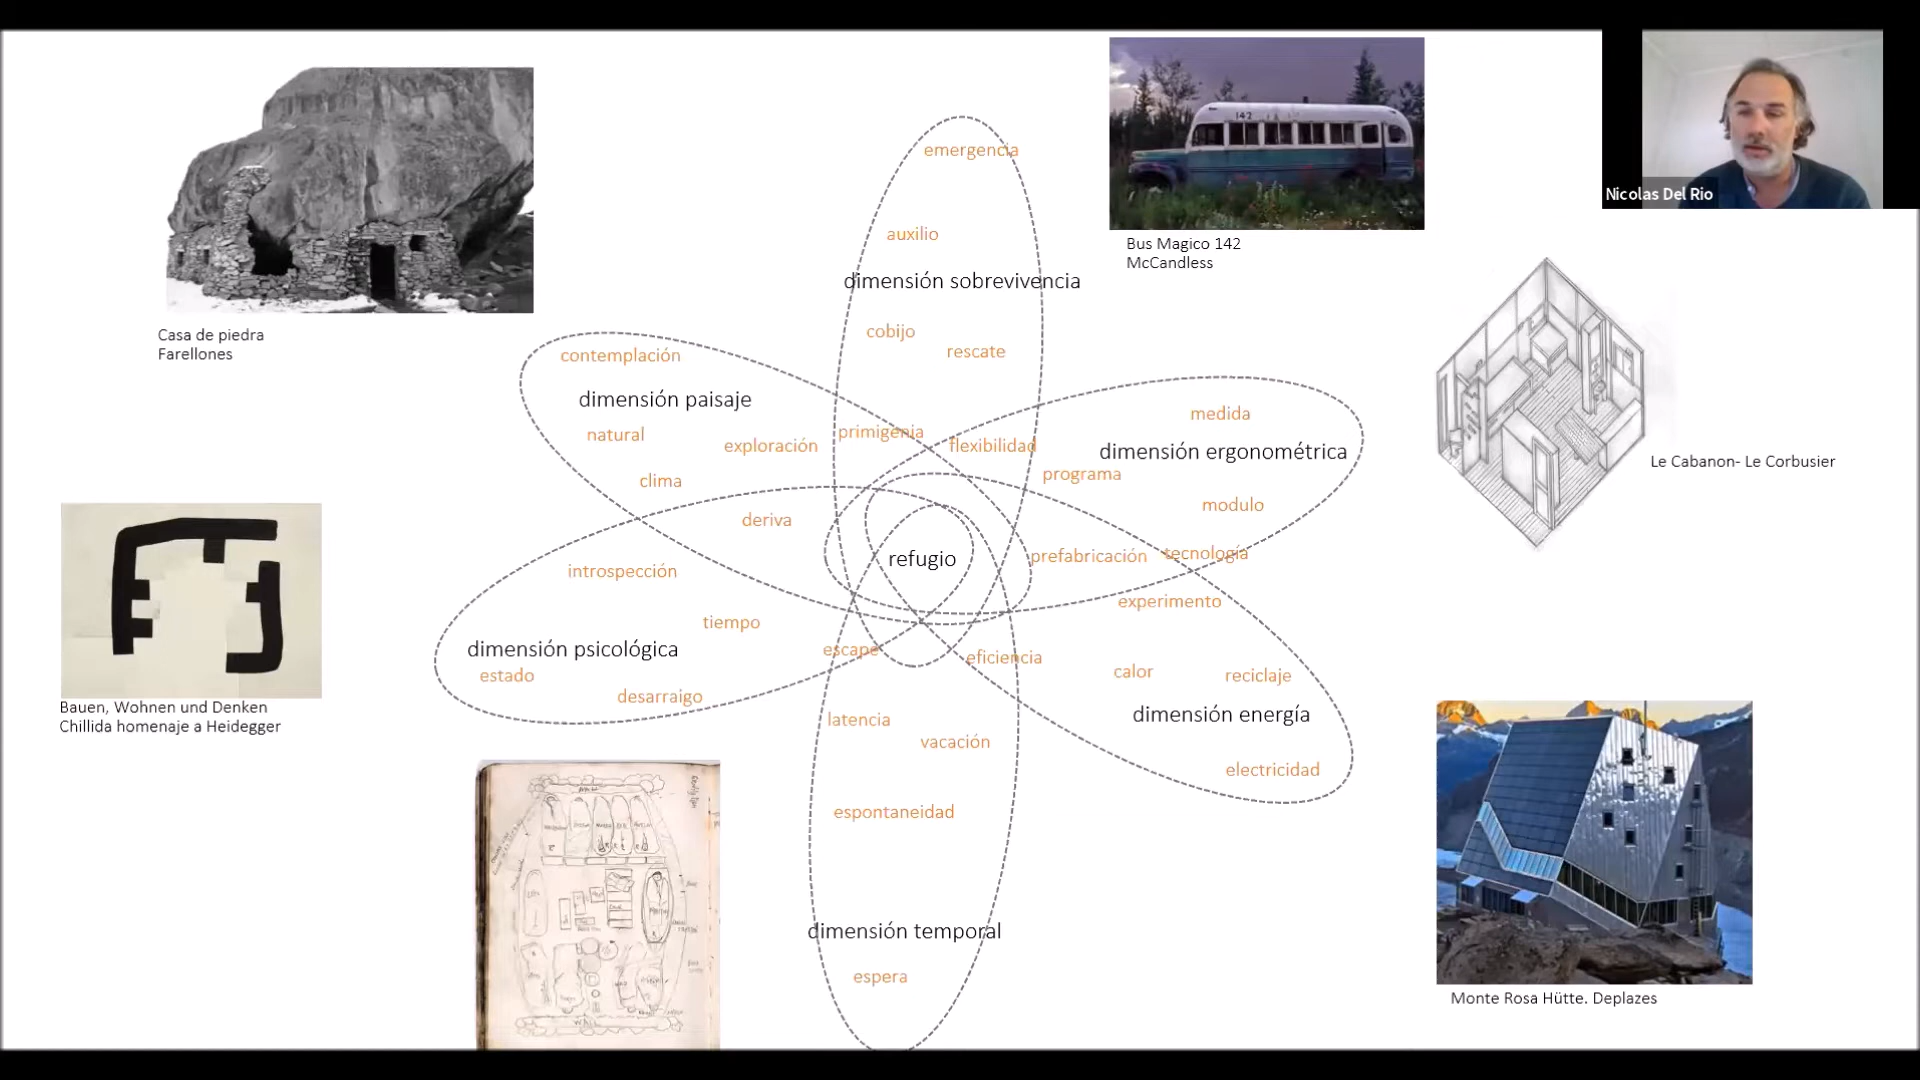 Nicolas Del Rio
142
Bus Magico 142
McCandless
Casa de piedra
Farellones
emergencia
auxilio
dimensión sobrevivencia
cobijo
rescate
contemplación
dimensión paisaje
natural
exploración
clima
primigenia
flexibilidad
medida
dimensión ergonométrica
programa
modulo
Le Cabanon- Le Corbusier
deriva
refugio
prefabricación
tecnología
introspección
experimento
tiempo
dimensión psicológica
estado
desarraigo
escape
eficiencia
calor
reciclaje
dimensión energía
electricidad
Bauen, Wohnen und Denken
Chillida homenaje a Heidegger
latencia
vacación
espontaneidad
dimensión temporal
espera
Monte Rosa Hütte. Deplazes
WALL